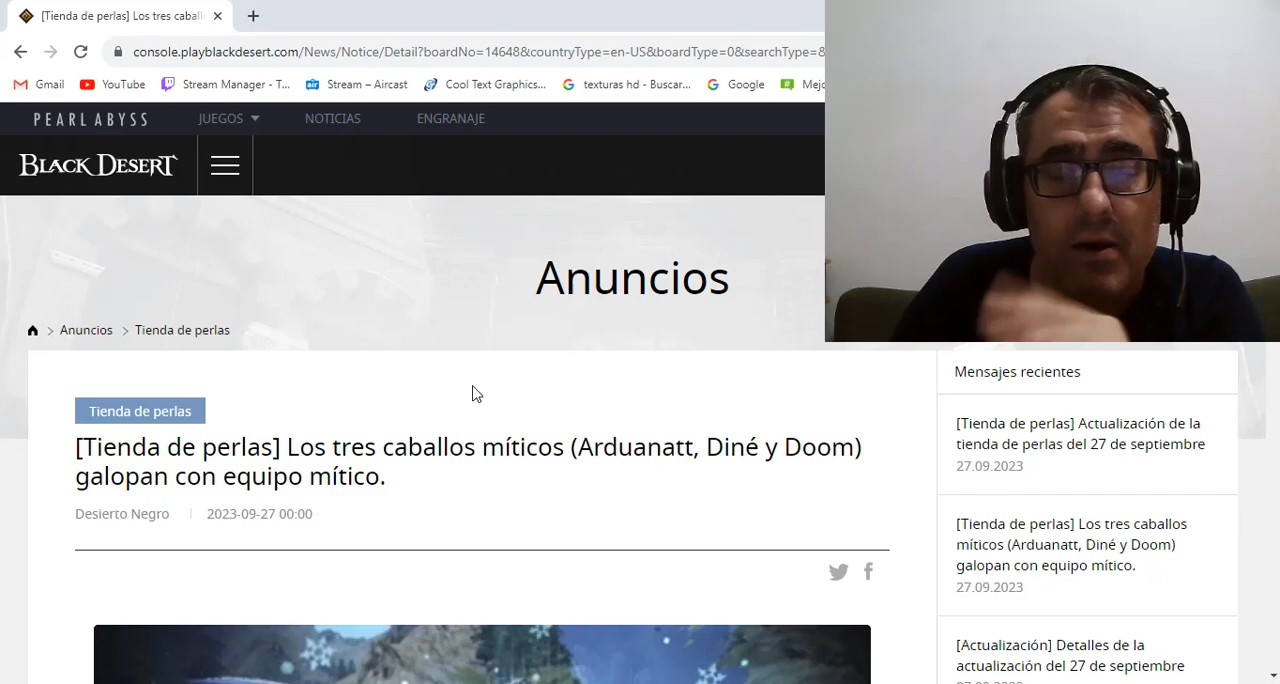 [Tienda de perlas] Los tres caball
console.playblackdesert.com/News/Notice/Detail?boardNo=14648&countryType=en-US&boardType=0&searchType=&
Gmail YouTube Stream Manager - T... Stream – Aircast Cool Text Graphics... texturas hd - Buscar... Google Mejo
PEARL ABYSS JUEGOS NOTICIAS ENGRANAJE
BLACK DESERT
Anuncios
Anuncios > Tienda de perlas
Tienda de perlas
[Tienda de perlas] Los tres caballos míticos (Arduanatt, Diné y Doom)
galopan con equipo mítico.
Desierto Negro | 2023-09-27 00:00
Mensajes recientes
[Tienda de perlas] Actualización de la
tienda de perlas del 27 de septiembre
27.09.2023
[Tienda de perlas] Los tres caballos
míticos (Arduanatt, Diné y Doom)
galopan con equipo mítico.
27.09.2023
[Actualización] Detalles de la
actualización del 27 de septiembre
27.09.2023